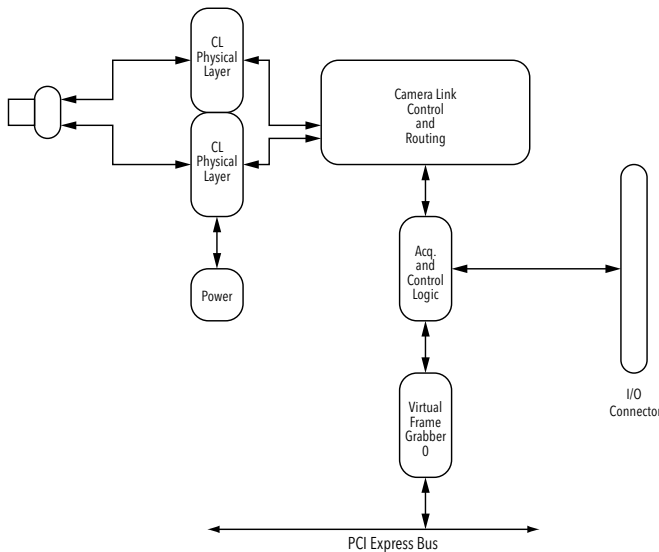 CL
Physical
Layer
CL
Physical
Layer
Camera Link
Control
and
Routing
Power
Acq.
and
Control
Logic
I/O
Connector
Virtual
Frame
Grabber
0
PCI Express Bus